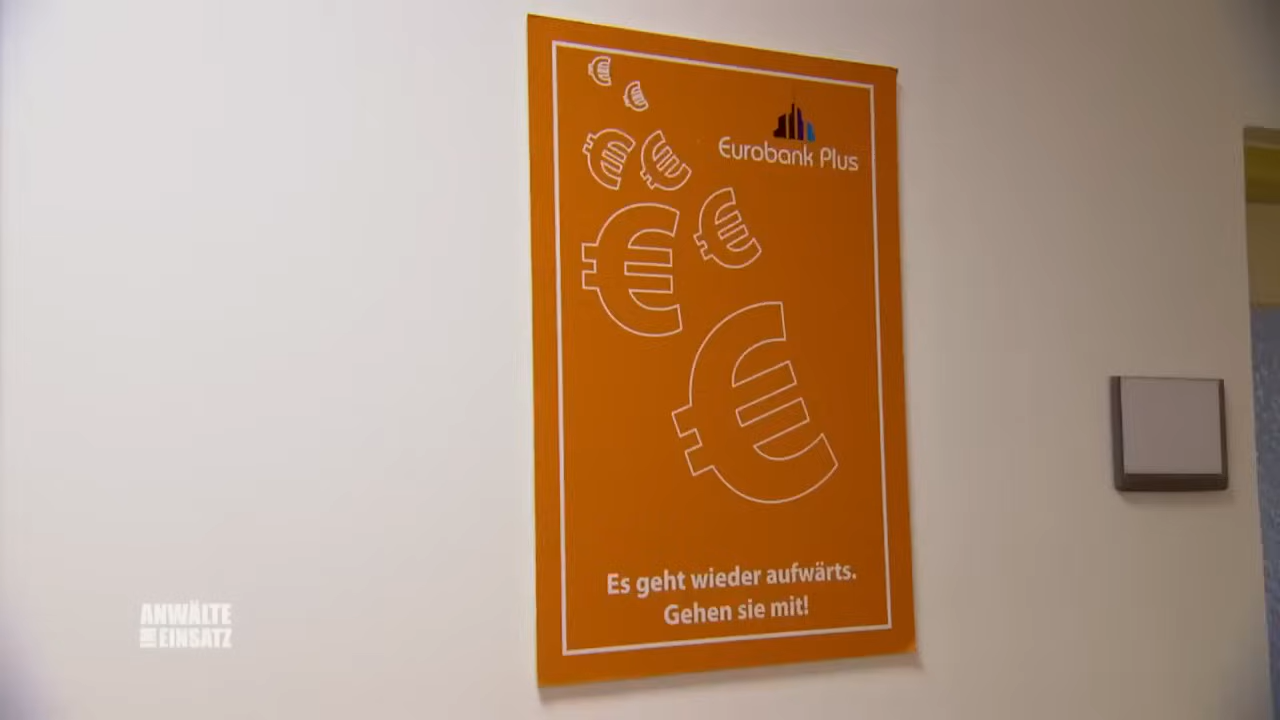 €
€
€ €
€
€
€
Eurobank Plus
Es geht wieder aufwärts.
Gehen sie mit!
ANWÄLTE
IM EINSATZ